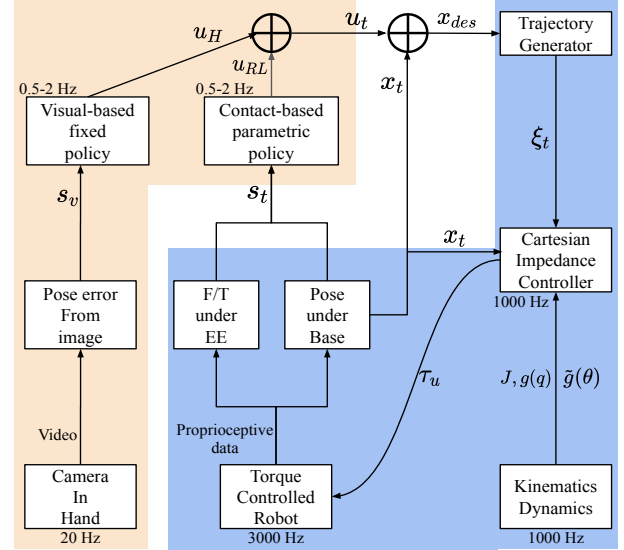 u_H
u_t
x_des
Trajectory
Generator
u_RL
x_t
0.5-2 Hz
0.5-2 Hz
Visual-based
fixed
policy
Contact-based
parametric
policy
ξ_t
s_v
s_t
x_t
Cartesian
Impedance
Controller
1000 Hz
Pose error
From
image
F/T
under
EE
Pose
under
Base
τ_u
J, g(q)
g̃(θ)
Video
Proprioceptive
data
Camera
In
Hand
20 Hz
Torque
Controlled
Robot
3000 Hz
Kinematics
Dynamics
1000 Hz